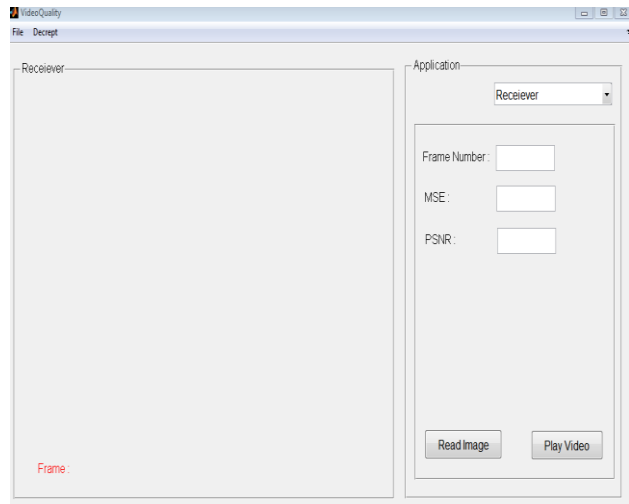 VideoQuality
File Decrept
Receiever
Application
Receiever
Frame Number :
MSE :
PSNR :
Read Image
Play Video
Frame :